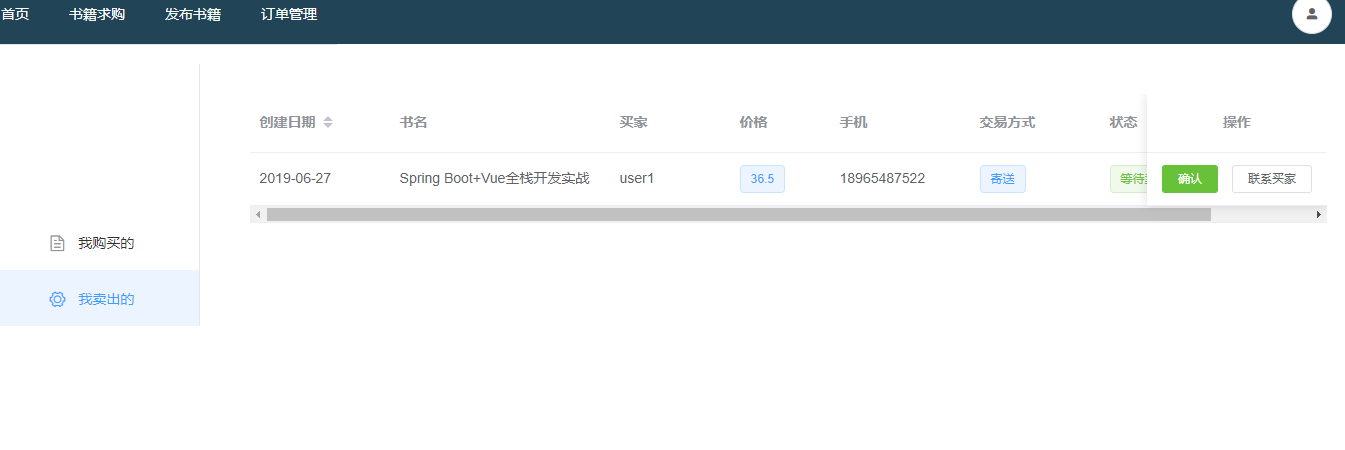 首页 书籍求购 发布书籍 订单管理
创建日期 书名 买家 价格 手机 交易方式 状态 操作
2019-06-27 Spring Boot+Vue全栈开发实战 user1 36.5 18965487522 寄送 等待 确认 联系买家
我购买的
我卖出的